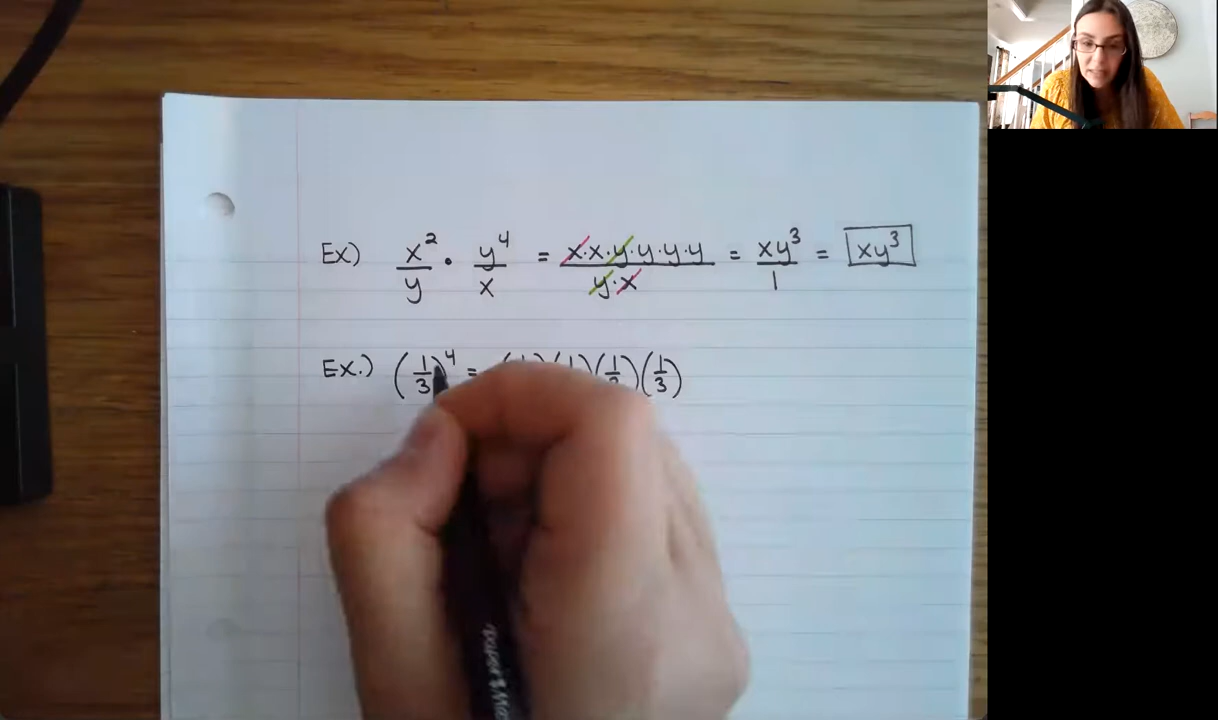 Ex) x²/y · y⁴/x = x·x·y·y·y·y/y·x = xy³/1 = xy³
Ex.) (1/3)⁴ = (1/3)(1/3)